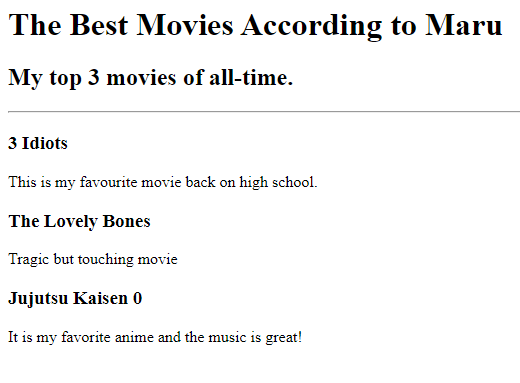 The Best Movies According to Maru
My top 3 movies of all-time.
3 Idiots
This is my favourite movie back on high school.
The Lovely Bones
Tragic but touching movie
Jujutsu Kaisen 0
It is my favorite anime and the music is great!